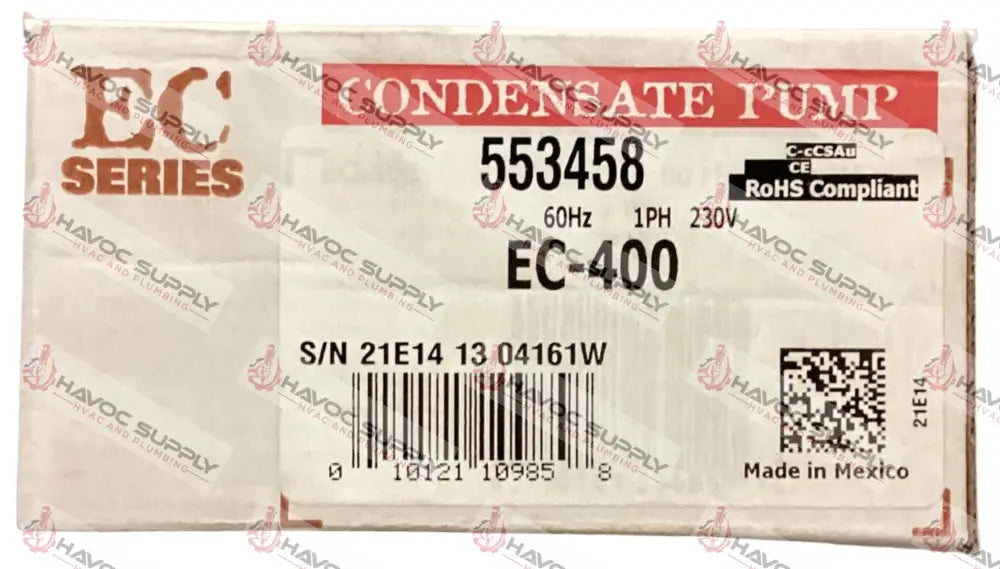 EC
SERIES
CONDENSATE PUMP
553458
C-cCSAu
CE
RoHS Compliant
60Hz 1PH 230V
EC-400
S/N 21E14 13 04161W
0 10121 10985 8
21E14
Made in Mexico
HAVOC SUPPLY
HVAC AND PLUMBING